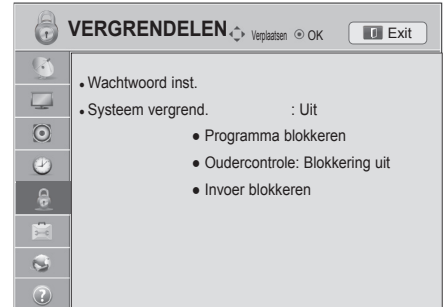 VERGRENDELEN Verplaatsen OK Exit
• Wachtwoord inst.
• Systeem vergrend. : Uit
● Programma blokkeren
● Oudercontrole: Blokkering uit
● Invoer blokkeren